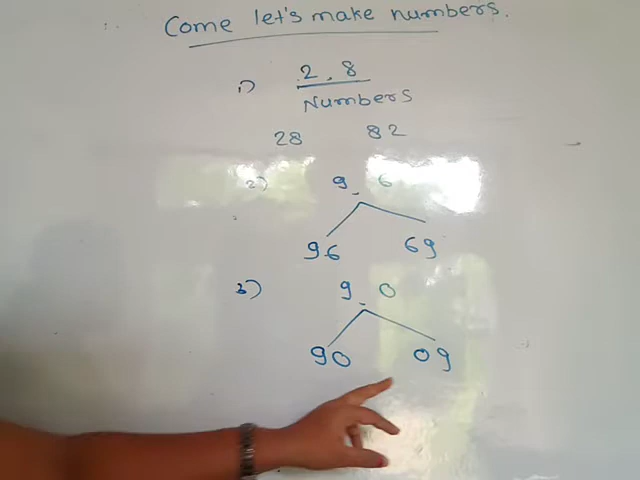 Come let's make numbers.
1) 2, 8
Numbers
28 82
2) 9, 6
96 69
3) 9, 0
90 09